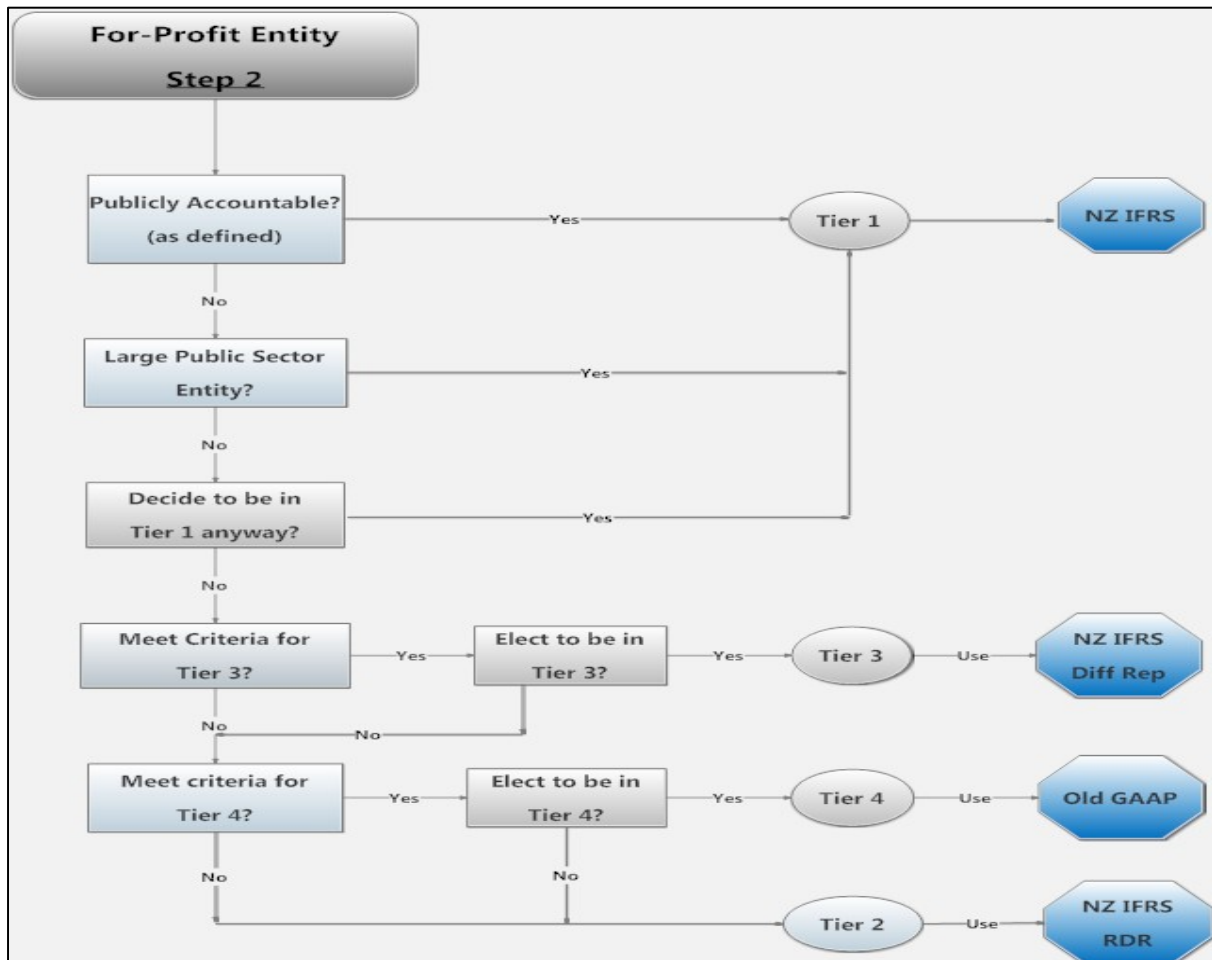 For-Profit Entity
Step 2
Publicly Accountable?
(as defined)
Yes
Tier 1
NZ IFRS
No
Large Public Sector
Entity?
Yes
No
Decide to be in
Tier 1 anyway?
Yes
No
Meet Criteria for
Tier 3?
Yes
Elect to be in
Tier 3?
Yes
Tier 3
Use
NZ IFRS
Diff Rep
No
No
Meet criteria for
Tier 4?
Yes
Elect to be in
Tier 4?
Yes
Tier 4
Use
Old GAAP
No
No
Tier 2
Use
NZ IFRS
RDR